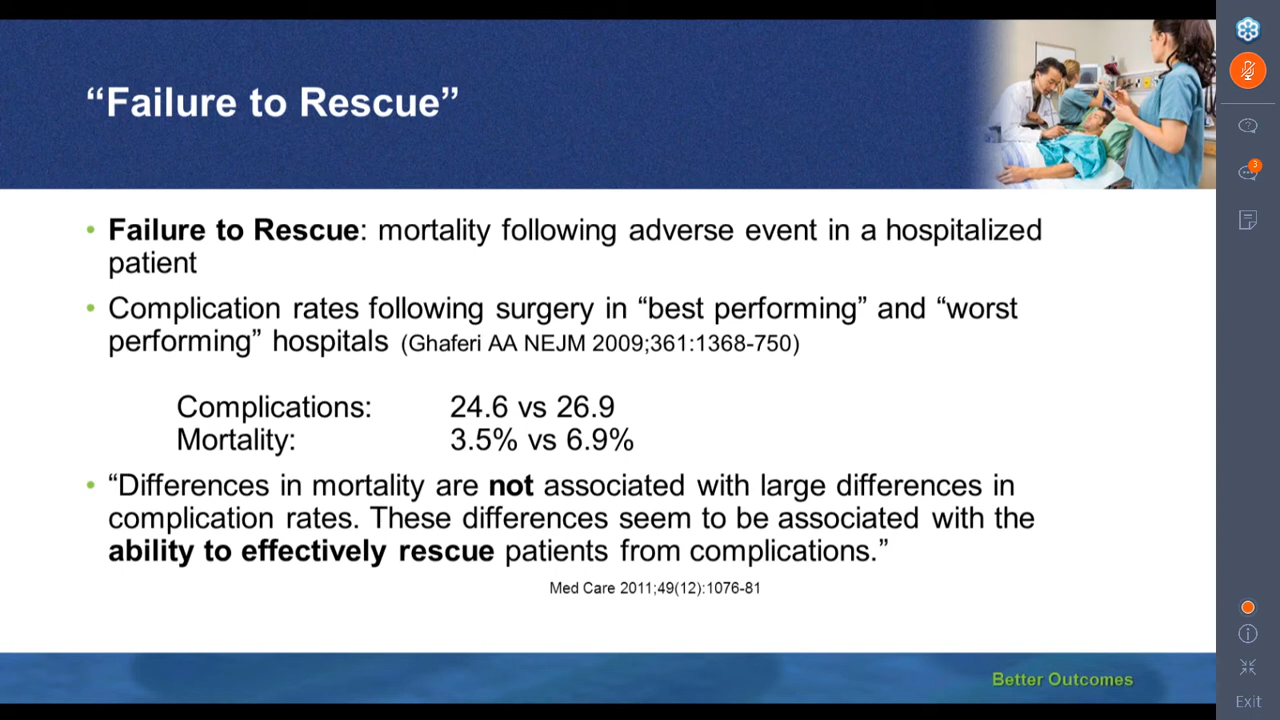 “Failure to Rescue”
• Failure to Rescue: mortality following adverse event in a hospitalized
patient
• Complication rates following surgery in “best performing” and “worst
performing” hospitals (Ghaferi AA NEJM 2009;361:1368-750)
Complications: 24.6 vs 26.9
Mortality: 3.5% vs 6.9%
• “Differences in mortality are not associated with large differences in
complication rates. These differences seem to be associated with the
ability to effectively rescue patients from complications.”
Med Care 2011;49(12):1076-81
Better Outcomes
3
Exit